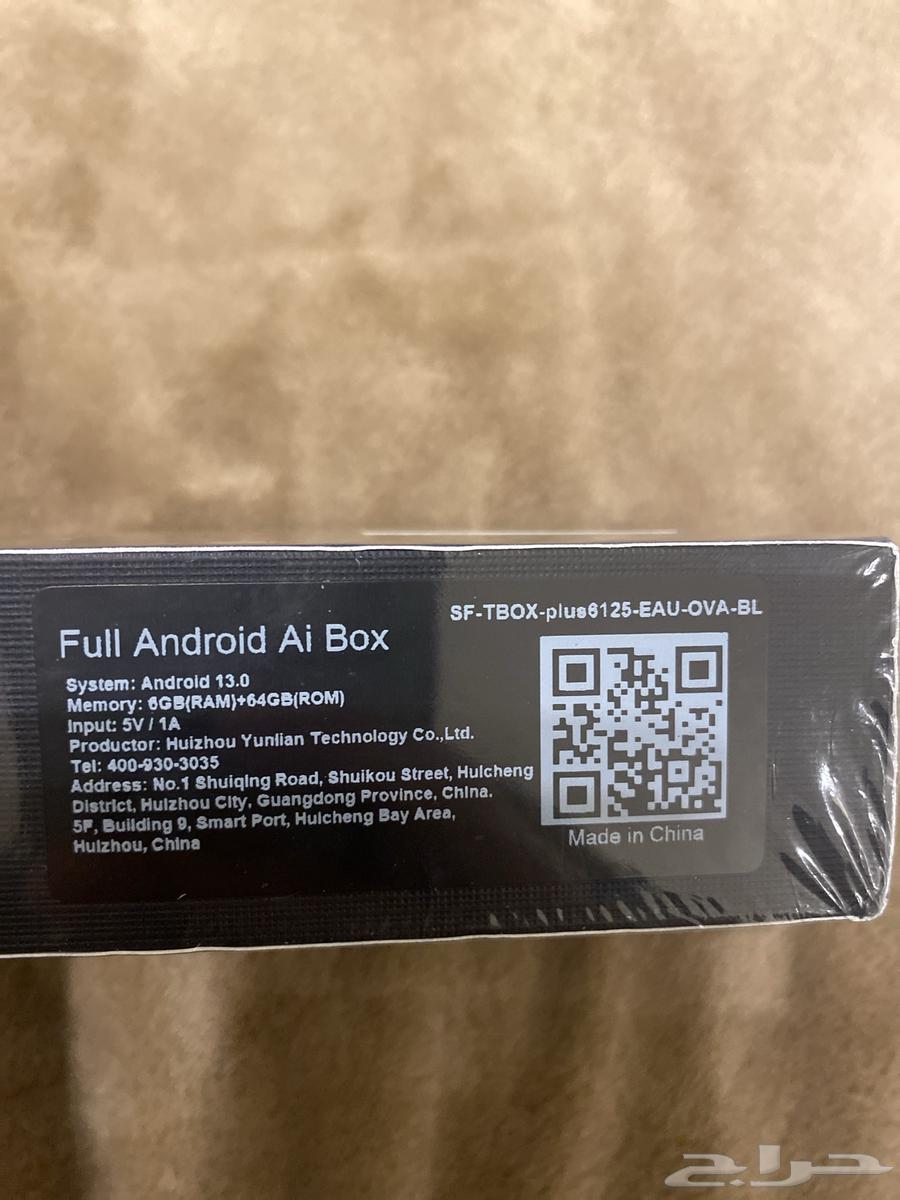 SF-TBOX-plus6125-EAU-OVA-BL
Full Android Ai Box
System: Android 13.0
Memory: 6GB(RAM)+64GB(ROM)
Input: 5V / 1A
Productor: Huizhou Yunlian Technology Co.,Ltd.
Tel: 400-930-3035
Address: No.1 Shuiqing Road, Shuikou Street, Huicheng
District, Huizhou City, Guangdong Province, China.
5F, Building 9, Smart Port, Huicheng Bay Area,
Huizhou, China
Made in China
حراج